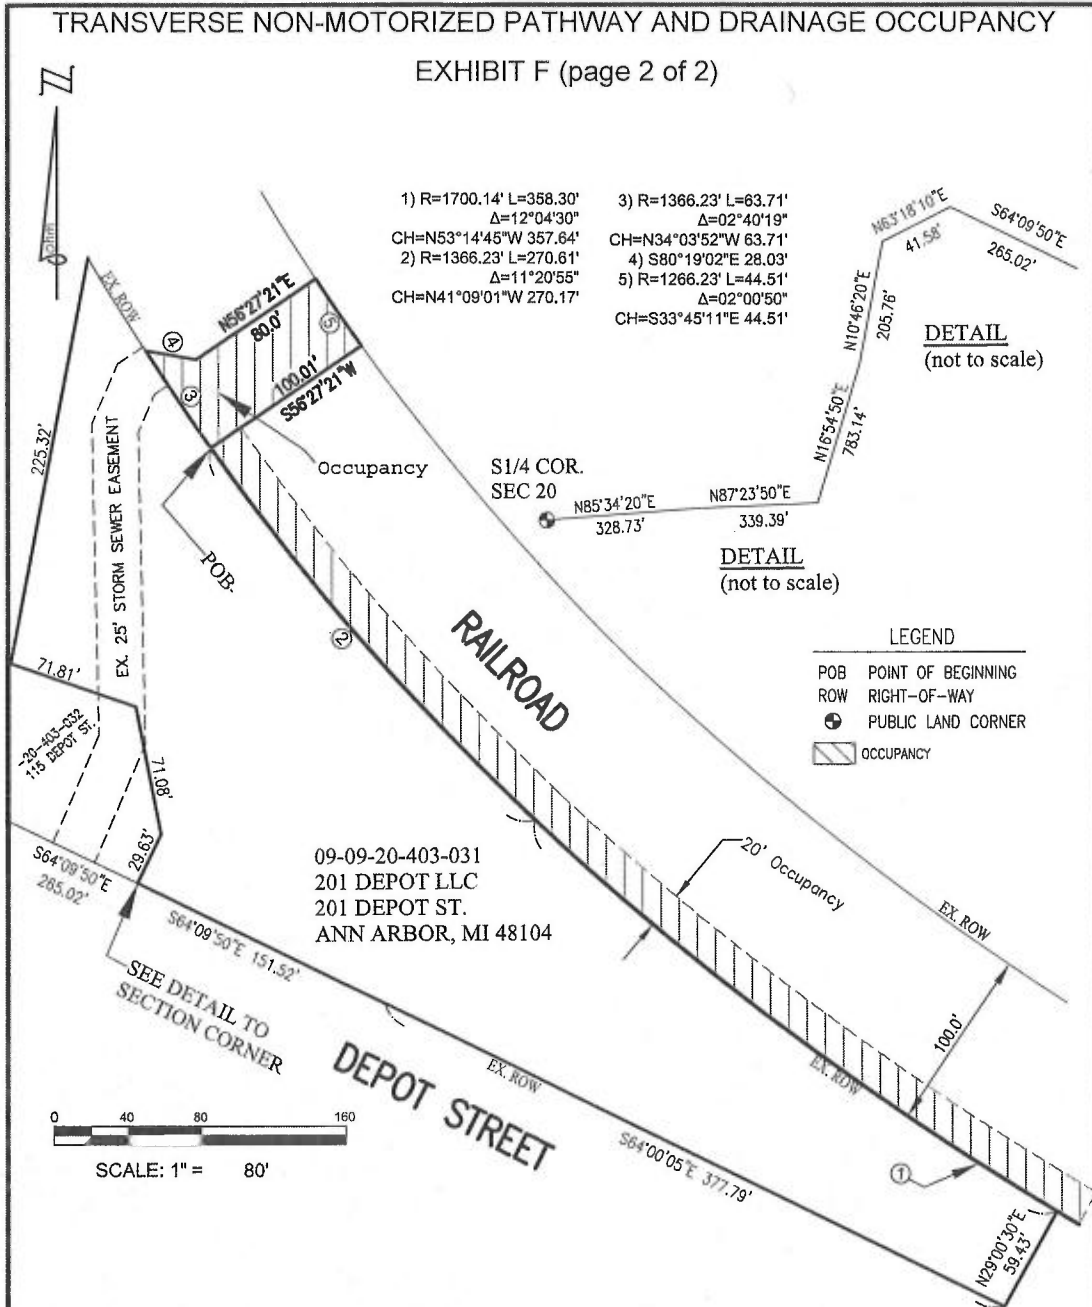 TRANSVERSE NON-MOTORIZED PATHWAY AND DRAINAGE OCCUPANCY
EXHIBIT F (page 2 of 2)
Z
ohm
1) R=1700.14' L=358.30'
Δ=12°04'30"
CH=N53°14'45"W 357.64'
2) R=1366.23' L=270.61'
Δ=11°20'55"
CH=N41°09'01"W 270.17'
3) R=1366.23' L=63.71'
Δ=02°40'19"
CH=N34°03'52"W 63.71'
4) S80°19'02"E 28.03'
5) R=1266.23' L=44.51'
Δ=02°00'50"
CH=S33°45'11"E 44.51'
N63°18'10"E
41.58'
S64°09'50"E
265.02'
N10°46'20"E
205.76'
DETAIL
(not to scale)
N16°54'50"E
783.14'
S1/4 COR.
SEC 20
N85°34'20"E
328.73'
N87°23'50"E
339.39'
DETAIL
(not to scale)
EX. ROW
N56°27'21"E
80.0'
5
4
3
100.01'
S56°27'21"W
Occupancy
POB.
225.32'
EX. 25' STORM SEWER EASEMENT
2
RAILROAD
LEGEND
POB POINT OF BEGINNING
ROW RIGHT-OF-WAY
PUBLIC LAND CORNER
OCCUPANCY
71.81'
-20-403-032
115 DEPOT ST.
71.08'
29.63'
S64°09'50"E
265.02'
09-09-20-403-031
201 DEPOT LLC
201 DEPOT ST.
ANN ARBOR, MI 48104
20' Occupancy
EX. ROW
100.0'
EX. ROW
S64°09'50"E 151.52'
SEE DETAIL TO
SECTION CORNER
EX. ROW
DEPOT STREET
S64°00'05"E 377.79'
1
N29°00'30"E
59.43'
0 40 80 160
SCALE: 1" = 80'